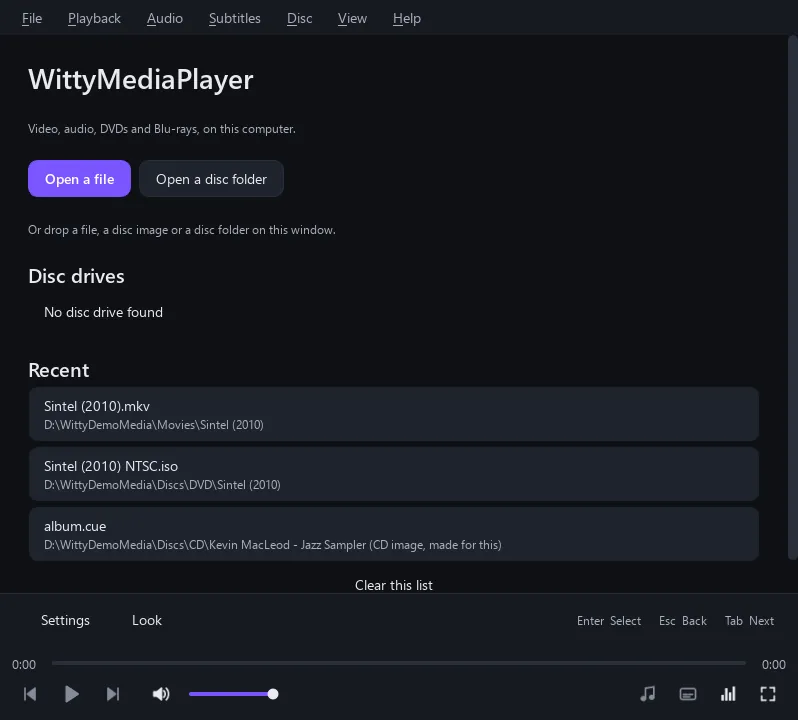 File Playback Audio Subtitles Disc View Help
WittyMediaPlayer
Video, audio, DVDs and Blu-rays, on this computer.
Open a file Open a disc folder
Or drop a file, a disc image or a disc folder on this window.
Disc drives
No disc drive found
Recent
Sintel (2010).mkv
D:\WittyDemoMedia\Movies\Sintel (2010)
Sintel (2010) NTSC.iso
D:\WittyDemoMedia\Discs\DVD\Sintel (2010)
album.cue
D:\WittyDemoMedia\Discs\CD\Kevin MacLeod - Jazz Sampler (CD image, made for this)
Clear this list
Settings Look Enter Select Esc Back Tab Next
0:00 0:00